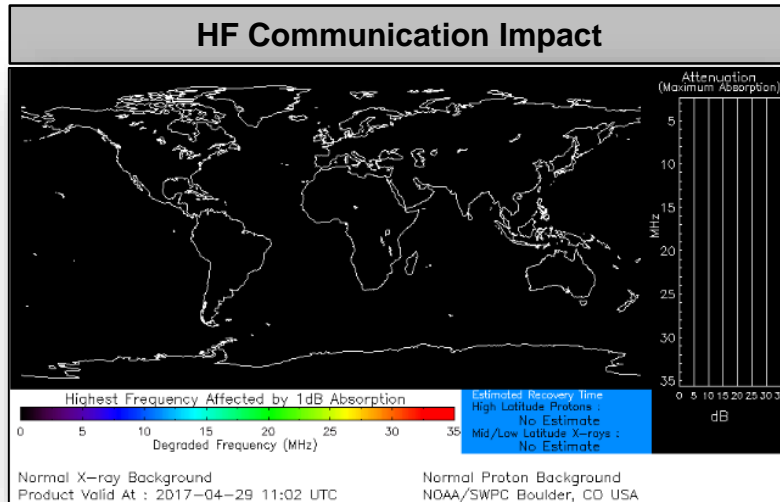 HF Communication Impact
Attenuation
(Maximum Absorption)
5
10
15
20
25
30
35
MHz
0 5 10 15 20 25 30
dB
Highest Frequency Affected by 1dB Absorption
0 5 10 15 20 25 30 35
Degraded Frequency (MHz)
Estimated Recovery Time
High Latitude Protons :
No Estimate
Mid/Low Latitude X-rays :
No Estimate
Normal X-ray Background
Product Valid At : 2017-04-29 11:02 UTC
Normal Proton Background
NOAA/SWPC Boulder, CO USA